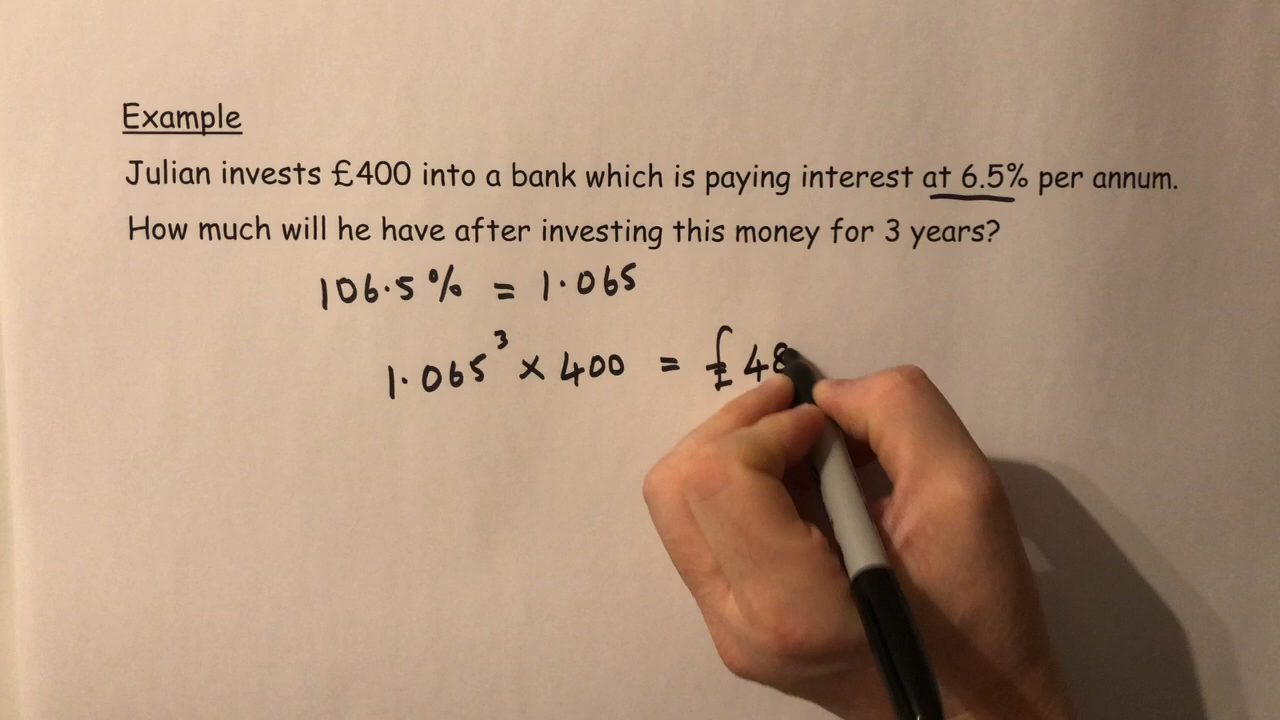 Example
Julian invests £400 into a bank which is paying interest at 6.5% per annum.
How much will he have after investing this money for 3 years?
106.5% = 1.065
1.065³ × 400 = £48